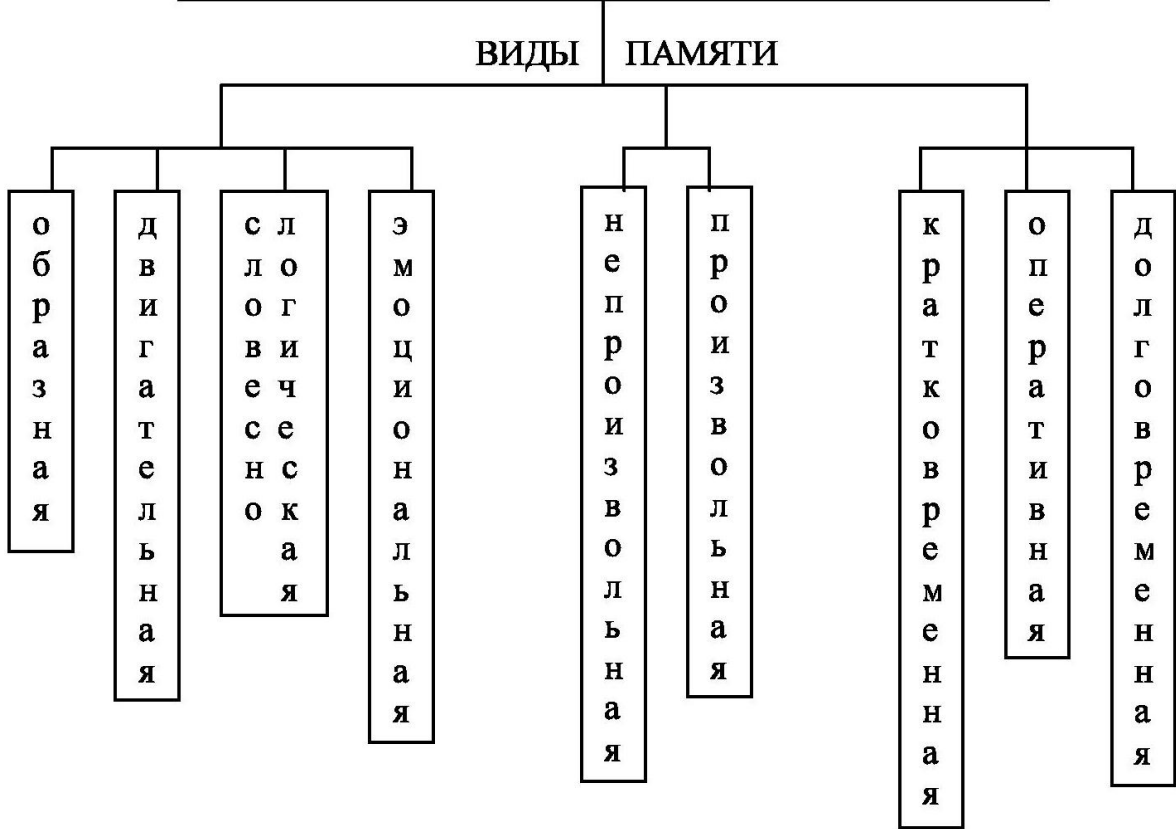 ВИДЫ ПАМЯТИ
образная
двигательная
словесно
логическая
эмоциональная
непроизвольная
произвольная
кратковременная
оперативная
долговременная